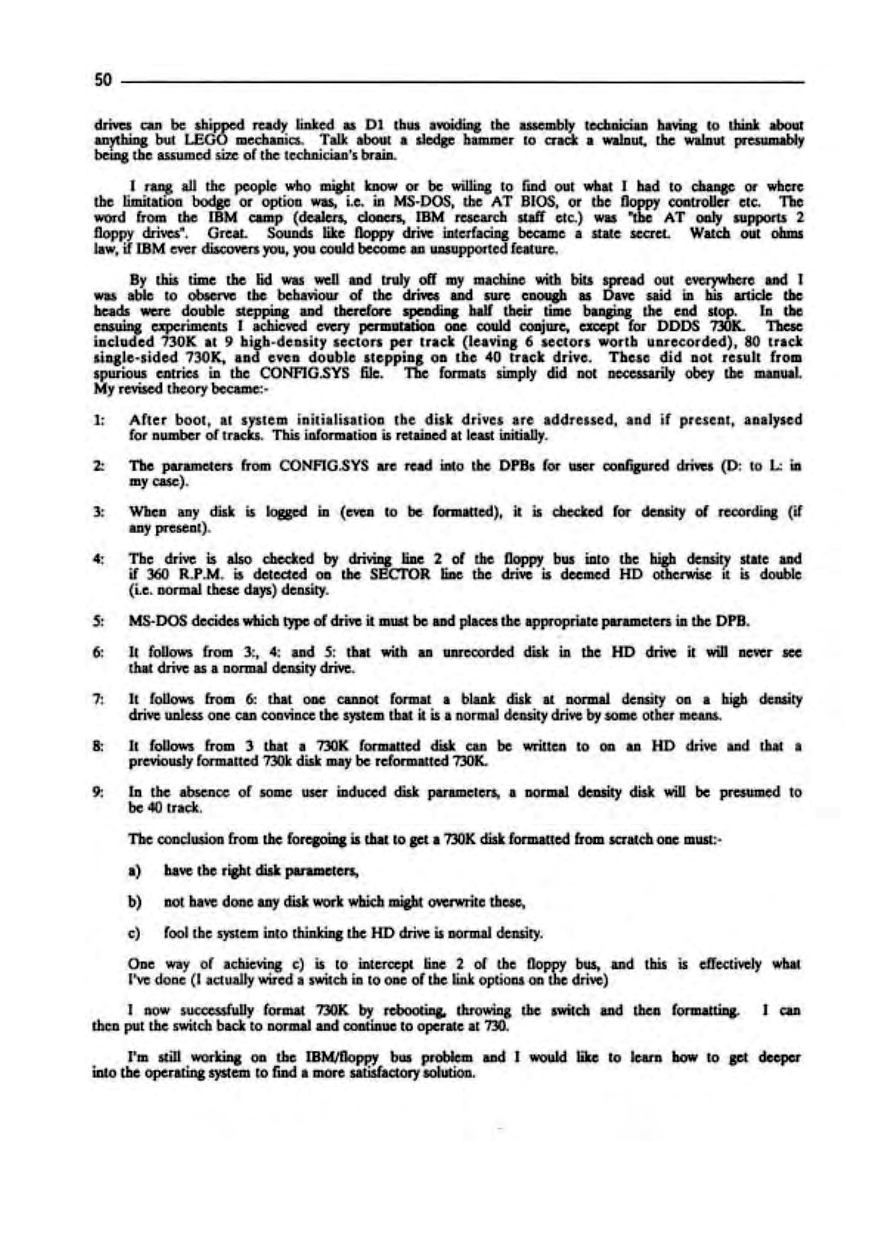 50
drives can be shipped ready linked as D1 thus avoiding the assembly technician having to think about
anything but LEGO mechanics. Talk about a sledge hammer to crack a walnut, the walnut presumably
being the assumed size of the technician's brain.
I rang all the people who might know or be willing to find out what I had to change or where
the limitation bodge or option was, i.e. in MS-DOS, the AT BIOS, or the floppy controller etc. The
word from the IBM camp (dealers, cloners, IBM research staff etc.) was "the AT only supports 2
floppy drives". Great. Sounds like floppy drive interfacing became a state secret. Watch out ohms
law, if IBM ever discovers you, you could become an unsupported feature.
By this time the lid was well and truly off my machine with bits spread out everywhere and I
was able to observe the behaviour of the drives and sure enough as Dave said in his article the
heads were double stepping and therefore spending half their time banging the end stop. In the
ensuing experiments I achieved every permutation one could conjure, except for DDDS 730K. These
included 730K at 9 high-density sectors per track (leaving 6 sectors worth unrecorded), 80 track
single-sided 730K, and even double stepping on the 40 track drive. These did not result from
spurious entries in the CONFIG.SYS file. The formats simply did not necessarily obey the manual.
My revised theory became:-
1: After boot, at system initialisation the disk drives are addressed, and if present, analysed
for number of tracks. This information is retained at least initially.
2: The parameters from CONFIG.SYS are read into the DPBs for user configured drives (D: to L: in
my case).
3: When any disk is logged in (even to be formatted), it is checked for density of recording (if
any present).
4: The drive is also checked by driving line 2 of the floppy bus into the high density state and
if 360 R.P.M. is detected on the SECTOR line the drive is deemed HD otherwise it is double
(i.e. normal these days) density.
5: MS-DOS decides which type of drive it must be and places the appropriate parameters in the DPB.
6: It follows from 3:, 4: and 5: that with an unrecorded disk in the HD drive it will never see
that drive as a normal density drive.
7: It follows from 6: that one cannot format a blank disk at normal density on a high density
drive unless one can convince the system that it is a normal density drive by some other means.
8: It follows from 3 that a 730K formatted disk can be written to on an HD drive and that a
previously formatted 730k disk may be reformatted 730K.
9: In the absence of some user induced disk parameters, a normal density disk will be presumed to
be 40 track.
The conclusion from the foregoing is that to get a 730K disk formatted from scratch one must:-
a) have the right disk parameters,
b) not have done any disk work which might overwrite these,
c) fool the system into thinking the HD drive is normal density.
One way of achieving c) is to intercept line 2 of the floppy bus, and this is effectively what
I've done (I actually wired a switch in to one of the link options on the drive)
I now successfully format 730K by rebooting, throwing the switch and then formatting. I can
then put the switch back to normal and continue to operate at 730.
I'm still working on the IBM/floppy bus problem and I would like to learn how to get deeper
into the operating system to find a more satisfactory solution.